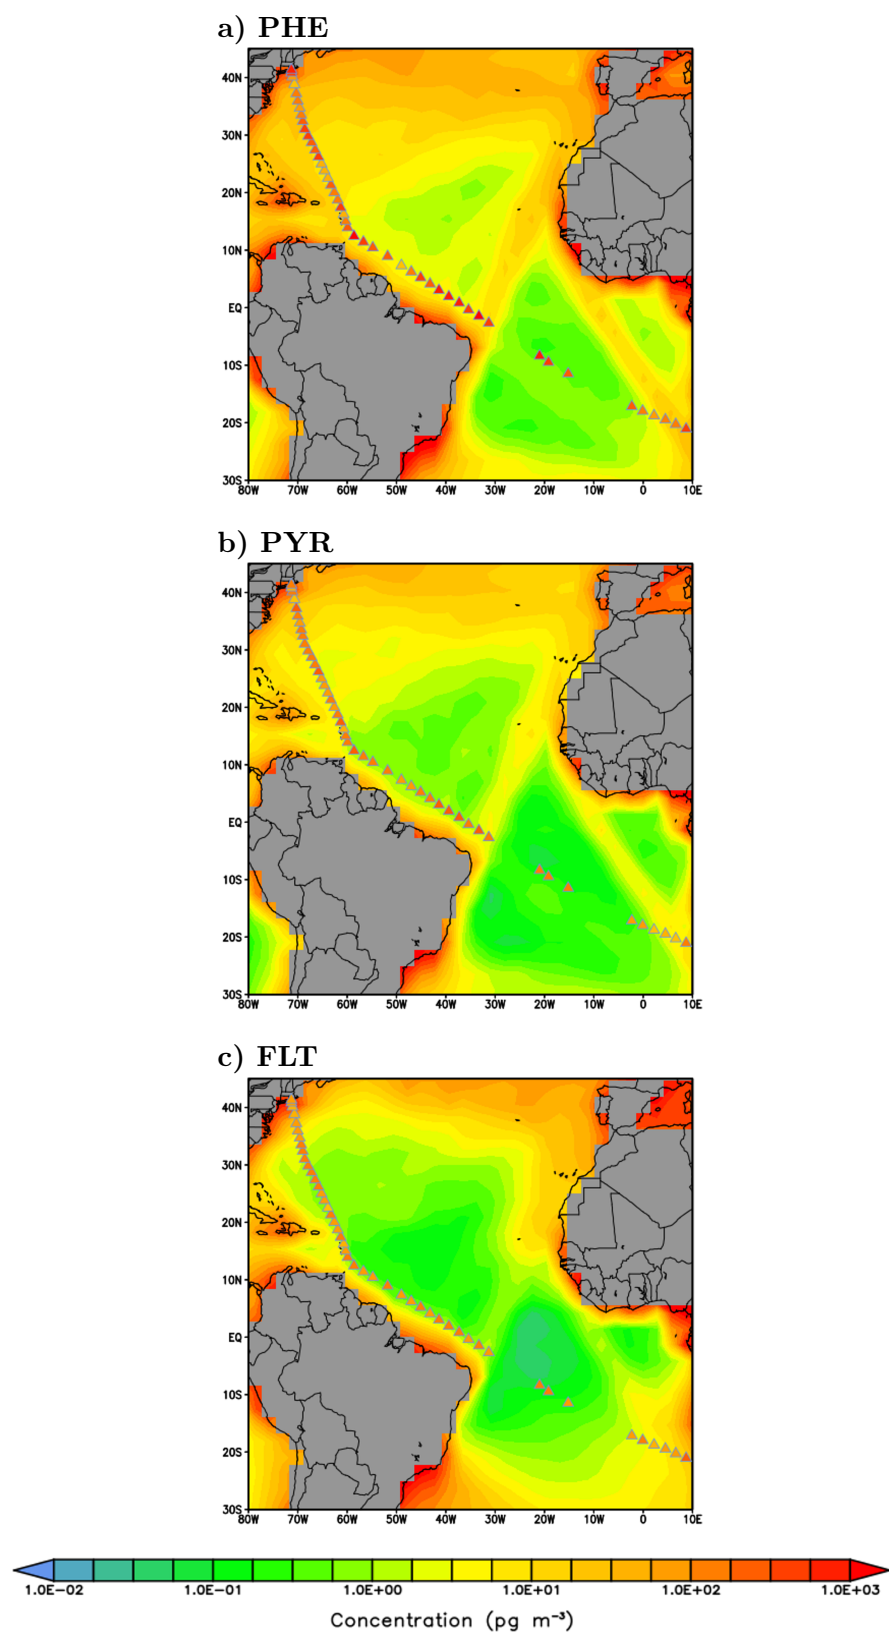 a) PHE
40N
30N
20N
10N
EQ
10S
20S
30S
80W 70W 60W 50W 40W 30W 20W 10W 0 10E
b) PYR
40N
30N
20N
10N
EQ
10S
20S
30S
80W 70W 60W 50W 40W 30W 20W 10W 0 10E
c) FLT
40N
30N
20N
10N
EQ
10S
20S
30S
80W 70W 60W 50W 40W 30W 20W 10W 0 10E
1.0E-02 1.0E-01 1.0E+00 1.0E+01 1.0E+02 1.0E+03
Concentration (pg m⁻³)